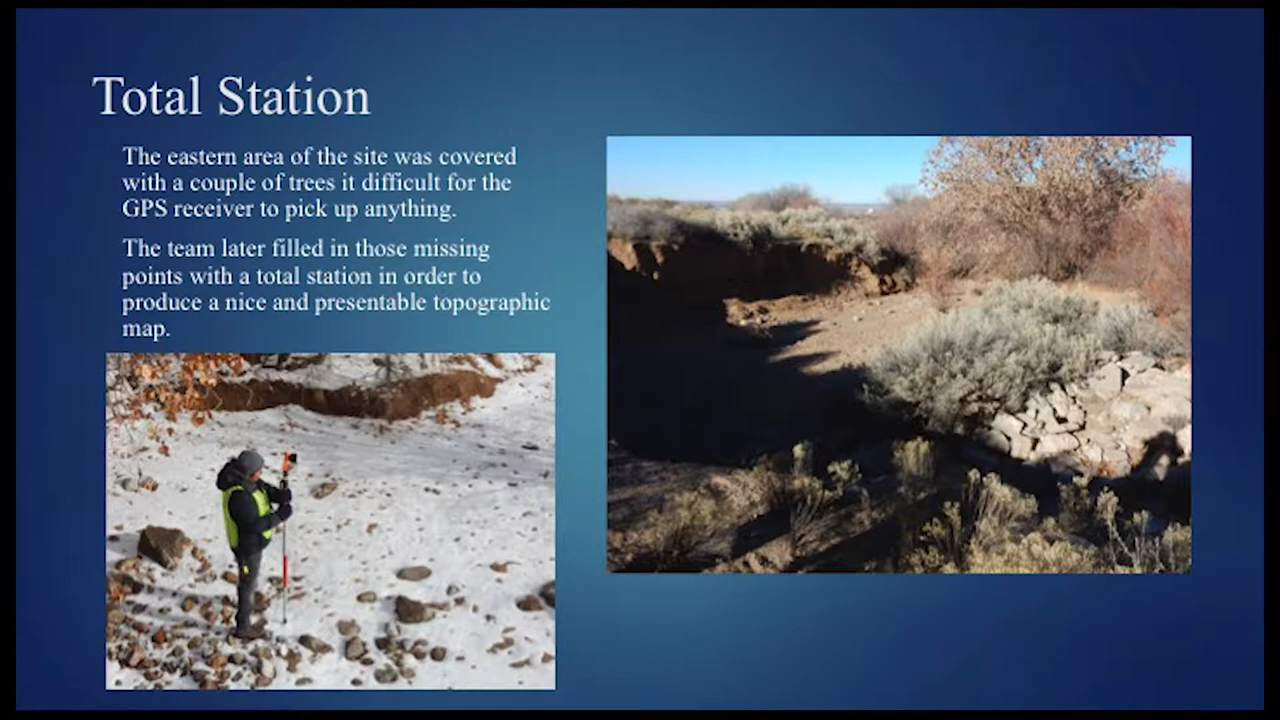 Total Station
The eastern area of the site was covered
with a couple of trees it difficult for the
GPS receiver to pick up anything.
The team later filled in those missing
points with a total station in order to
produce a nice and presentable topographic
map.